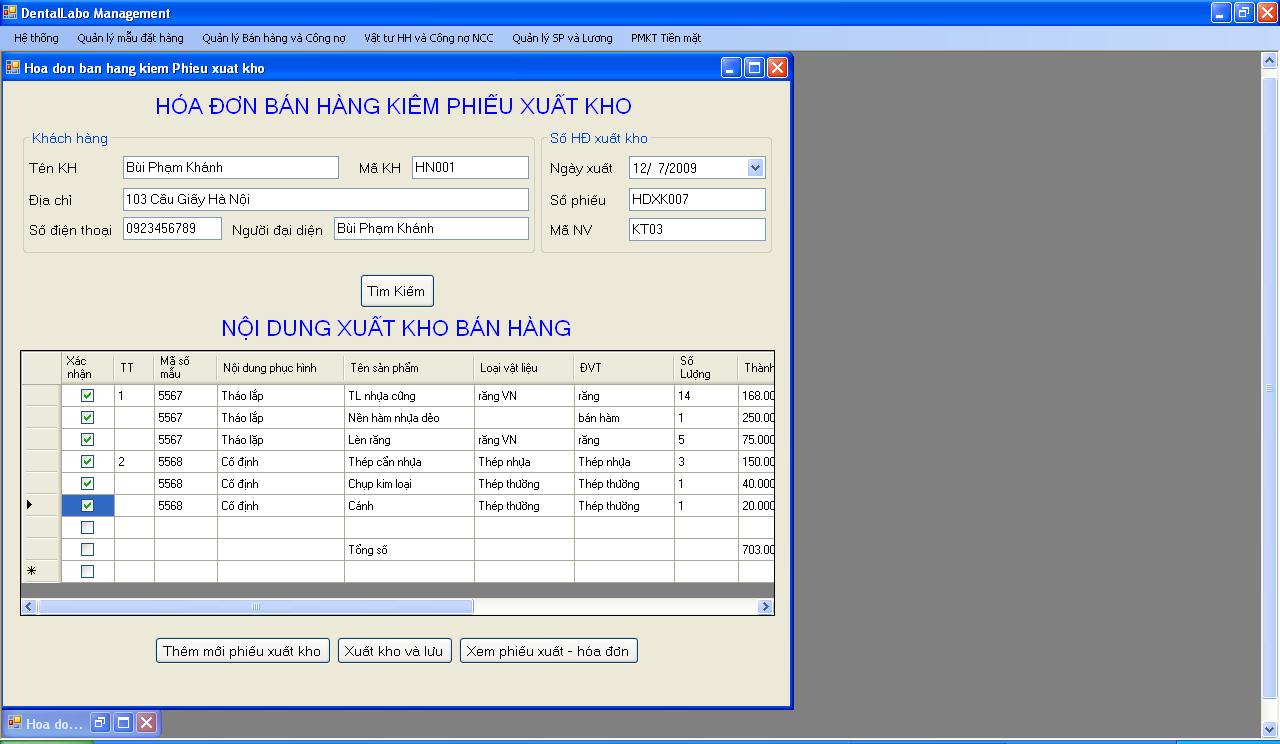 DentalLabo Management
Hệ thống Quản lý mẫu đặt hàng Quản lý Bán hàng và Công nợ Vật tư HH và Công nợ NCC Quản lý SP và Lương PMKT Tiền mặt
Hoa don ban hang kiem Phieu xuat kho
HÓA ĐƠN BÁN HÀNG KIÊM PHIẾU XUẤT KHO
Khách hàng
Tên KH Bùi Phạm Khánh Mã KH HN001
Địa chỉ 103 Cầu Giấy Hà Nội
Số điện thoại 0923456789 Người đại diện Bùi Phạm Khánh
Số HĐ xuất kho
Ngày xuất 12/ 7/2009
Số phiếu HDXK007
Mã NV KT03
Tìm Kiếm
NỘI DUNG XUẤT KHO BÁN HÀNG
Xác nhận TT Mã số mẫu Nội dung phục hình Tên sản phẩm Loại vật liệu ĐVT Số Lượng Thành
1 5567 Tháo lắp TL nhựa cứng răng VN răng 14 168.00
5567 Tháo lắp Nền hàm nhựa dẻo bán hàm 1 250.00
5567 Tháo lặp Lên răng răng VN răng 5 75.000
2 5568 Cố định Thép cẩn nhựa Thép nhựa Thép nhựa 3 150.00
5568 Cố định Chụp kim loại Thép thường Thép thường 1 40.000
5568 Cố định Cánh Thép thường Thép thường 1 20.000
Tổng số 703.00
Thêm mới phiếu xuất kho Xuất kho và lưu Xem phiếu xuất - hóa đơn
Hoa do...